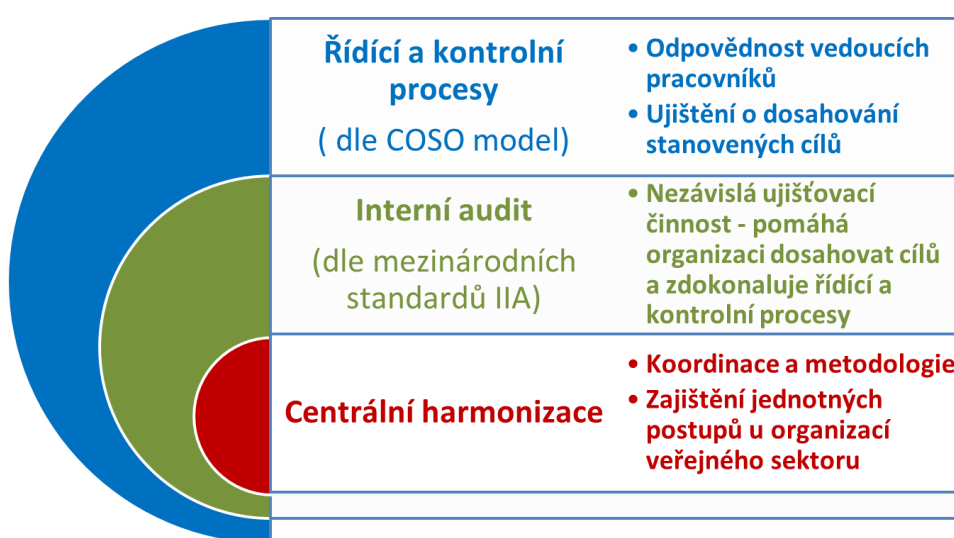 Řídící a kontrolní
procesy
( dle COSO model)
• Odpovědnost vedoucích
pracovníků
• Ujištění o dosahování
stanovených cílů
Interní audit
(dle mezinárodních
standardů IIA)
• Nezávislá ujišťovací
činnost - pomáhá
organizaci dosahovat cílů
a zdokonaluje řídící a
kontrolní procesy
Centrální harmonizace
• Koordinace a metodologie
• Zajištění jednotných
postupů u organizací
veřejného sektoru